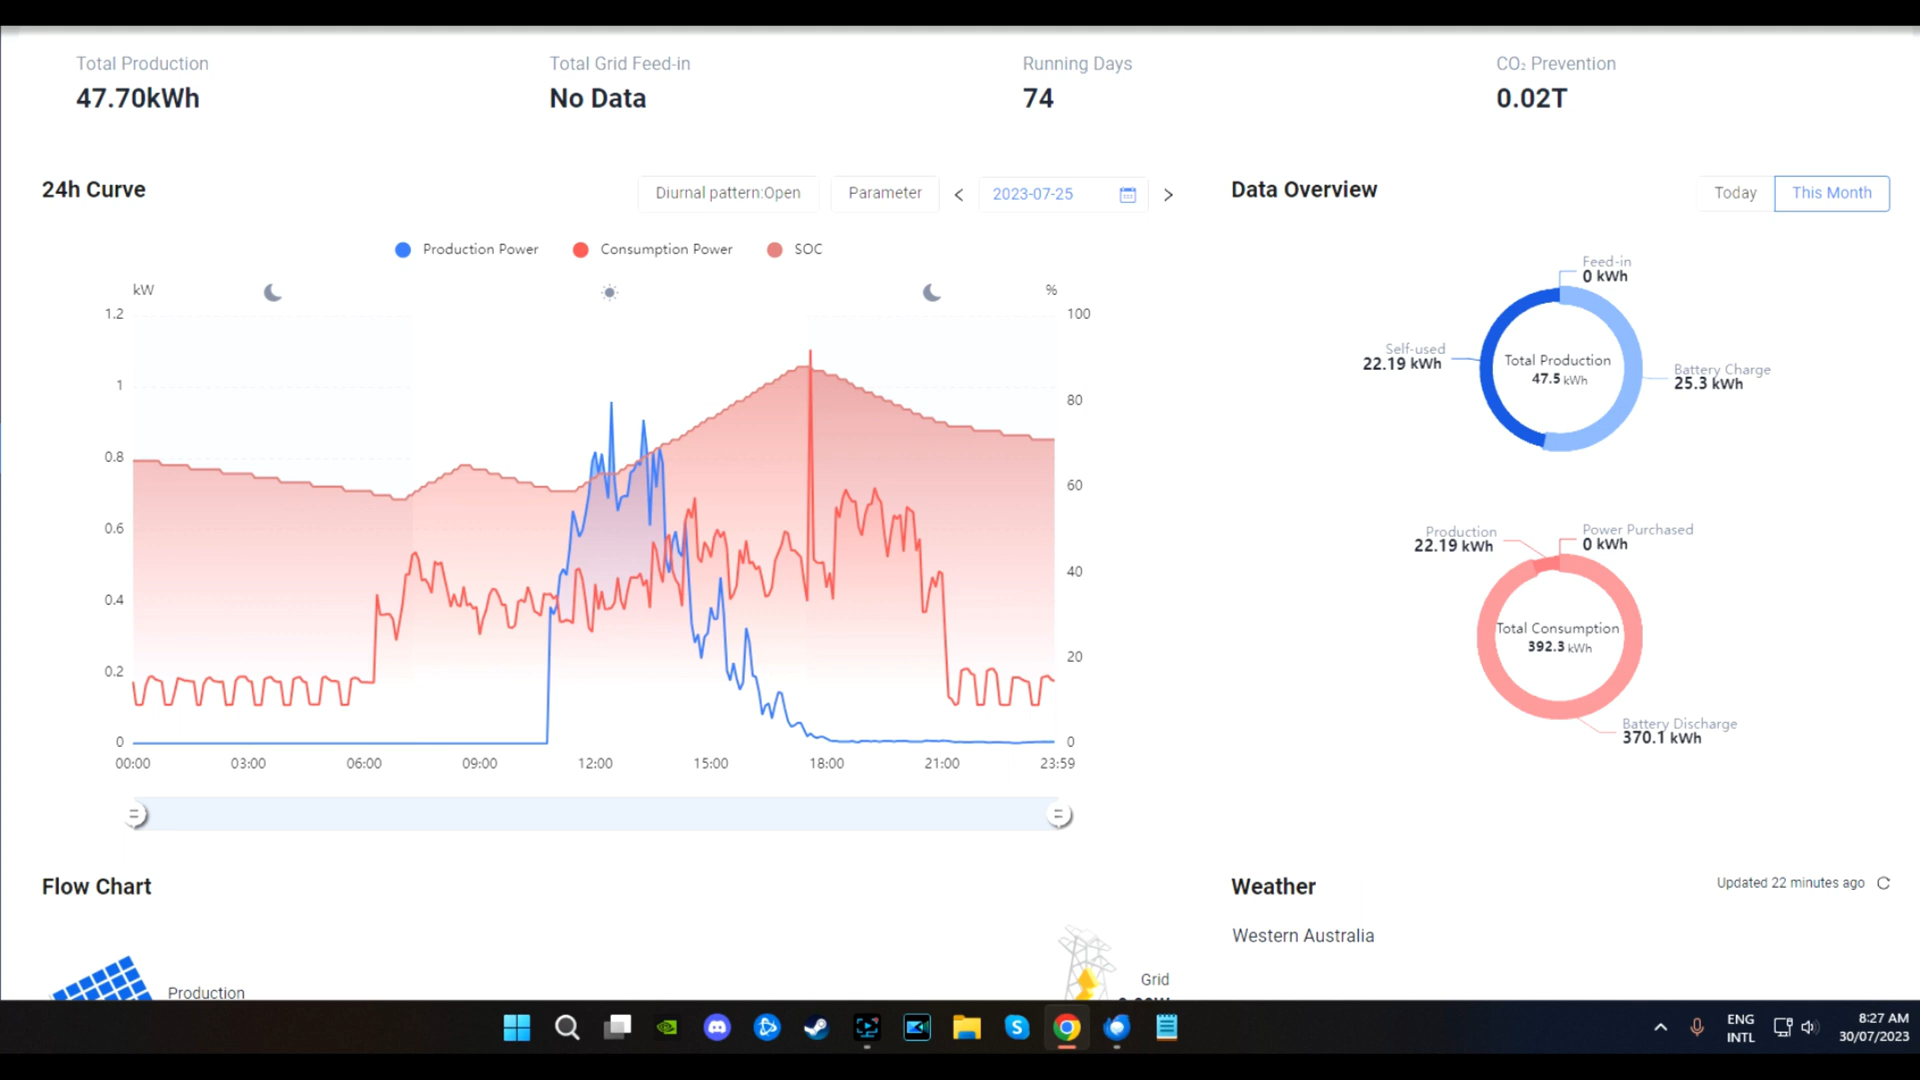 Total Production
47.70kWh
Total Grid Feed-in
No Data
Running Days
74
CO₂ Prevention
0.02T
24h Curve
Diurnal pattern:Open
Parameter
<
2023-07-25
>
Production Power
Consumption Power
SOC
kW
%
1.2
1
0.8
0.6
0.4
0.2
0
100
80
60
40
20
0
00:00
03:00
06:00
09:00
12:00
15:00
18:00
21:00
23:59
Data Overview
Today
This Month
Feed-in
0 kWh
Self-used
22.19 kWh
Total Production
47.5 kWh
Battery Charge
25.3 kWh
Production
22.19 kWh
Power Purchased
0 kWh
Total Consumption
392.3 kWh
Battery Discharge
370.1 kWh
Flow Chart
Production
Grid
Weather
Updated 22 minutes ago
Western Australia
ENG
INTL
8:27 AM
30/07/2023